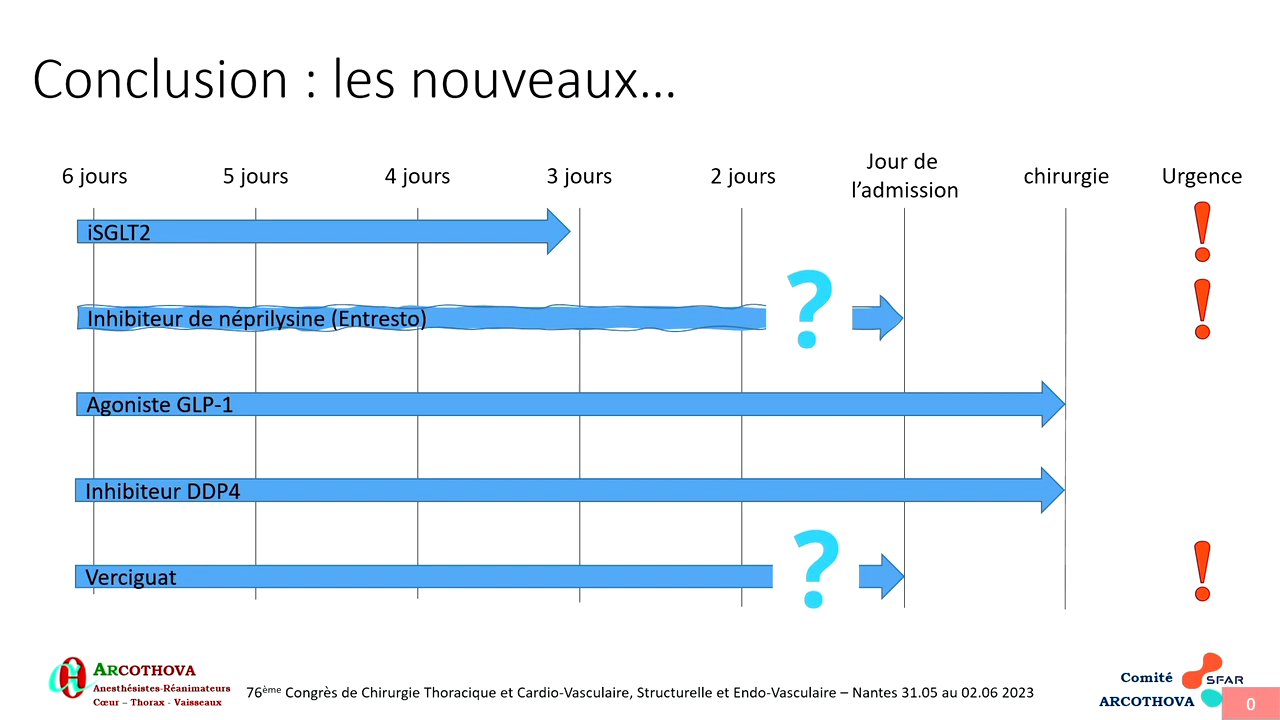 Conclusion : les nouveaux...
6 jours
5 jours
4 jours
3 jours
2 jours
Jour de
l'admission
chirurgie
Urgence
iSGLT2
!
Inhibiteur de néprilysine (Entresto)
?
!
Agoniste GLP-1
Inhibiteur DDP4
Verciguat
?
!
ARCOTHOVA
Anesthésistes-Réanimateurs
Cœur – Thorax - Vaisseaux
76ème Congrès de Chirurgie Thoracique et Cardio-Vasculaire, Structurelle et Endo-Vasculaire – Nantes 31.05 au 02.06 2023
Comité
ARCOTHOVA
SFAR
0